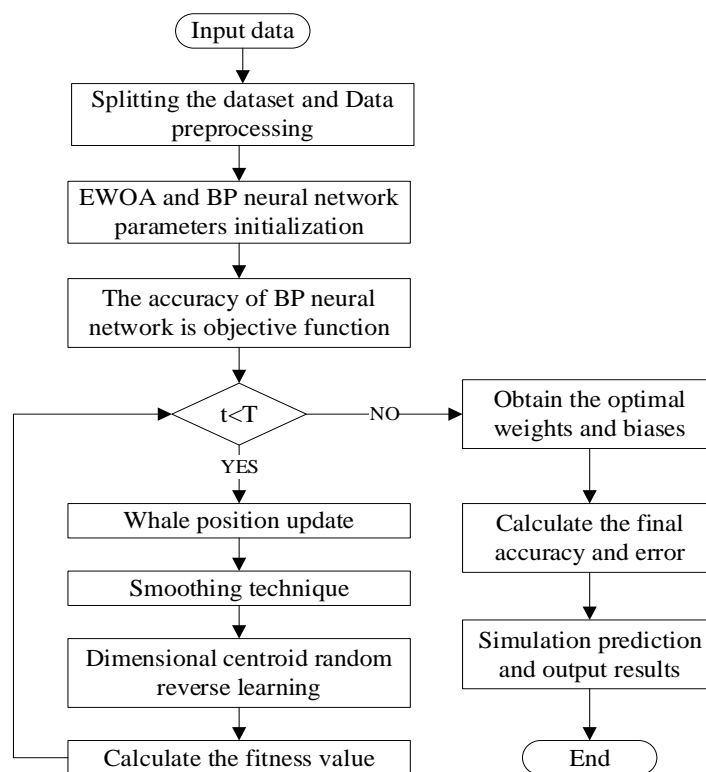 Input data
Splitting the dataset and Data
preprocessing
EWOA and BP neural network
parameters initialization
The accuracy of BP neural
network is objective function
t<T
NO
YES
Whale position update
Smoothing technique
Dimensional centroid random
reverse learning
Calculate the fitness value
Obtain the optimal
weights and biases
Calculate the final
accuracy and error
Simulation prediction
and output results
End